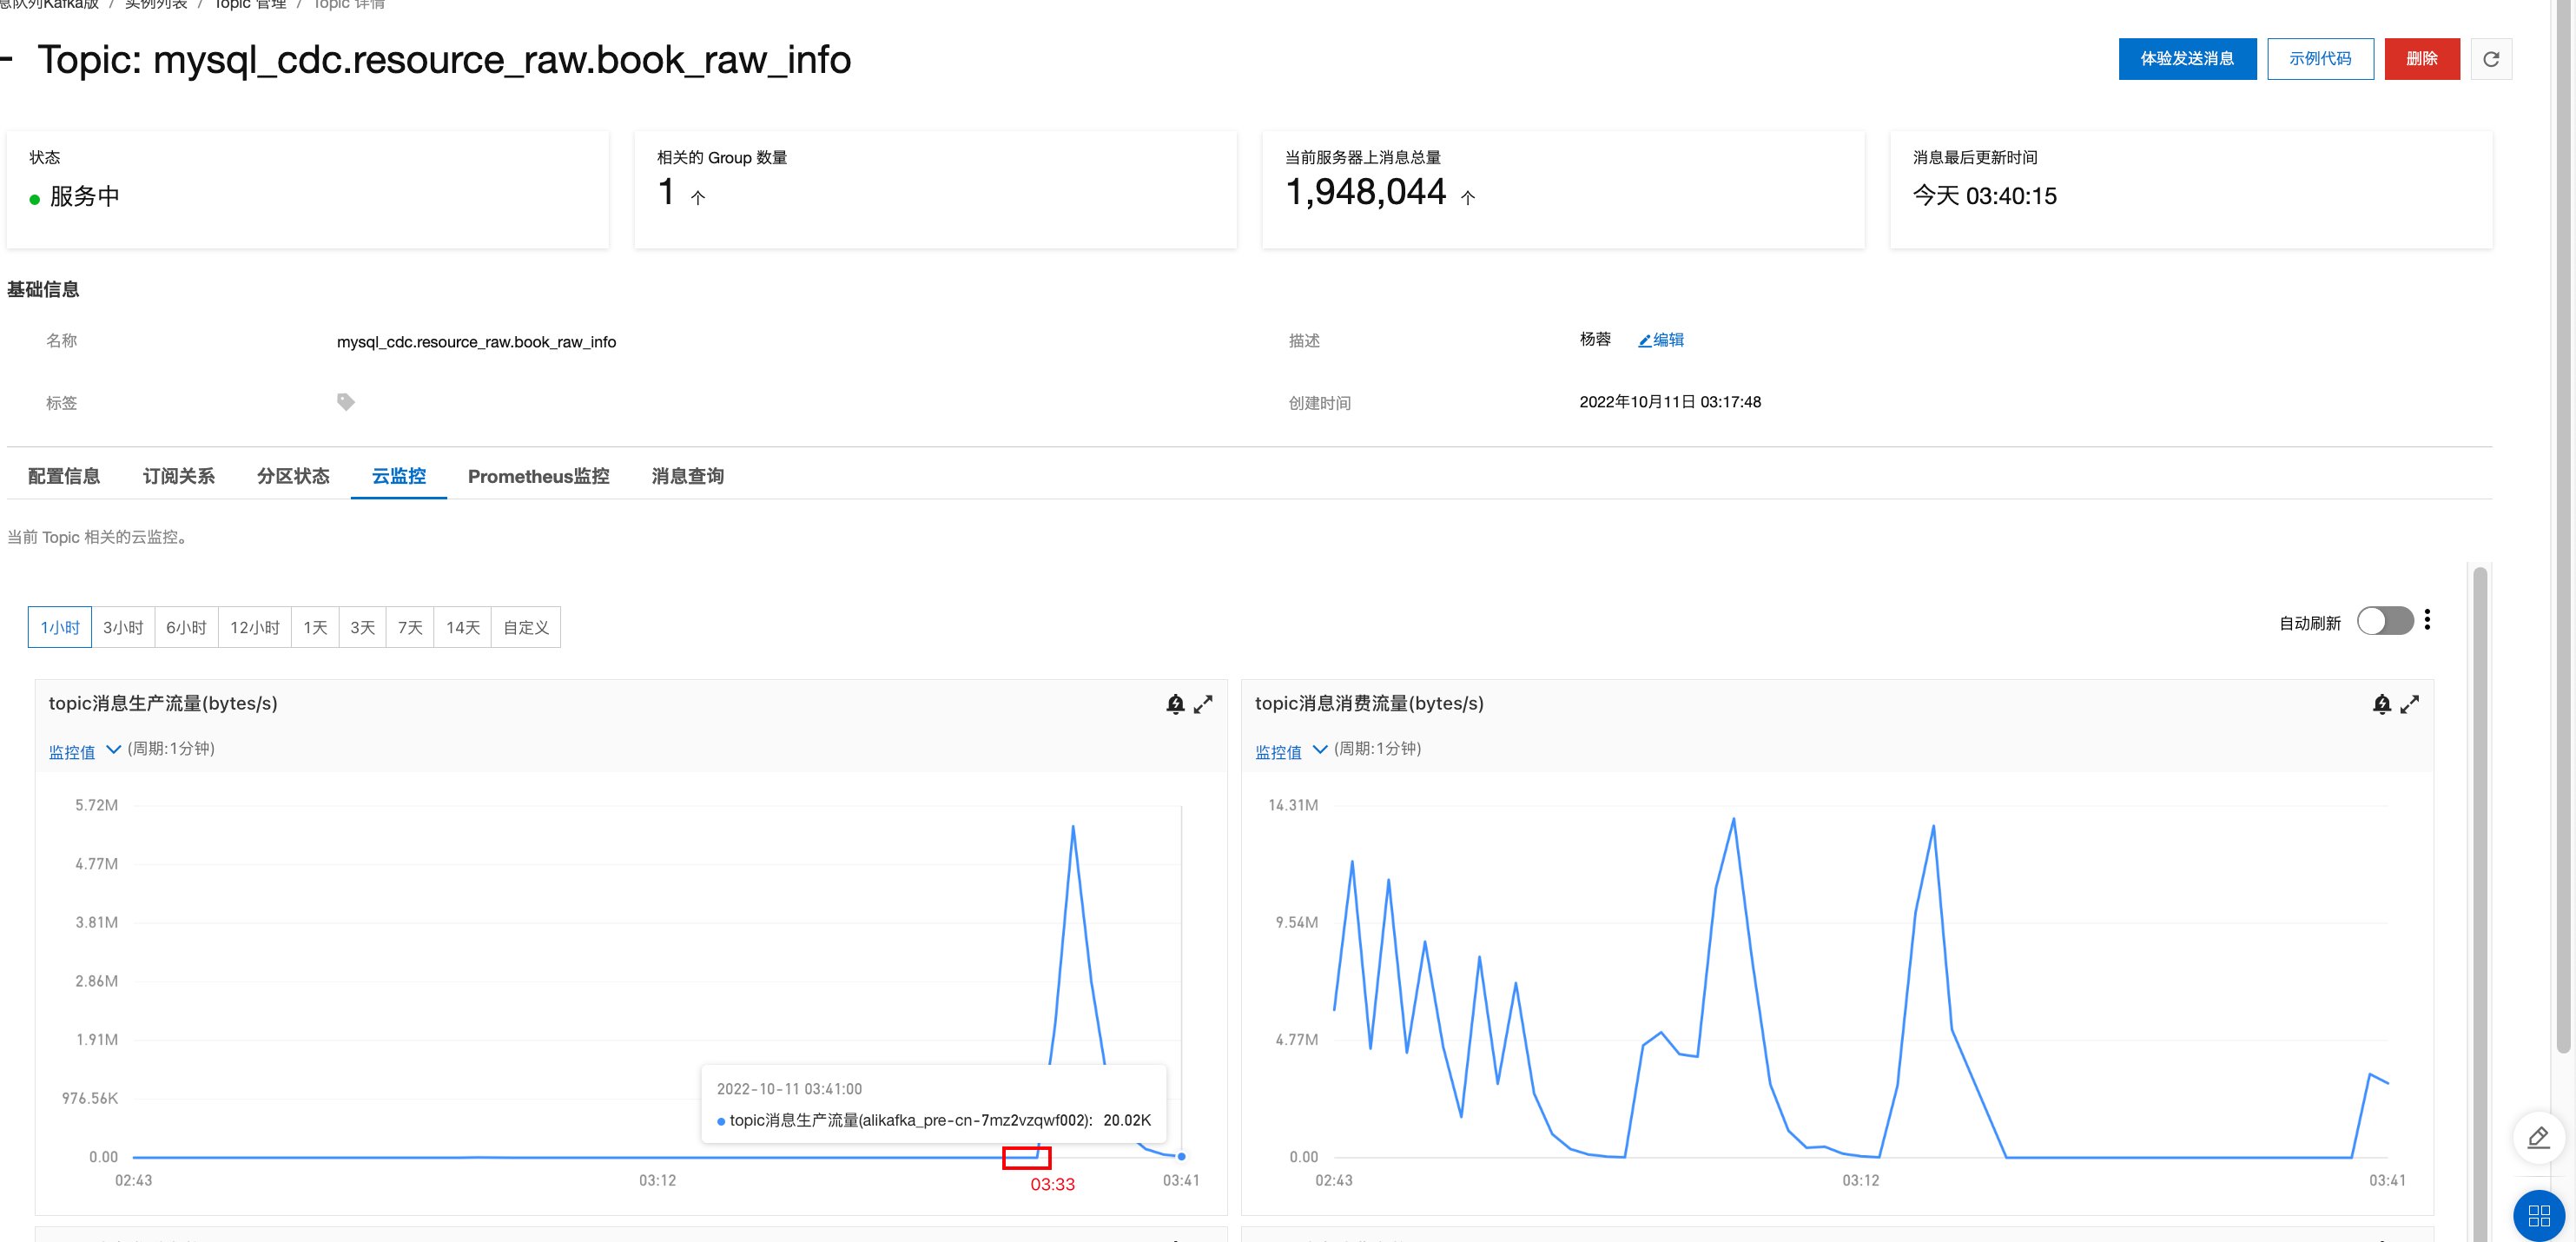 息队列Kafka版 / 实例列表 / Topic 管理 / Topic 详情
Topic: mysql_cdc.resource_raw.book_raw_info
体验发送消息
示例代码
删除
状态
服务中
相关的 Group 数量
1 个
当前服务器上消息总量
1,948,044 个
消息最后更新时间
今天 03:40:15
基础信息
名称
mysql_cdc.resource_raw.book_raw_info
描述
杨蓉
编辑
标签
创建时间
2022年10月11日 03:17:48
配置信息
订阅关系
分区状态
云监控
Prometheus监控
消息查询
当前 Topic 相关的云监控。
1小时
3小时
6小时
12小时
1天
3天
7天
14天
自定义
自动刷新
topic消息生产流量(bytes/s)
监控值 (周期:1分钟)
5.72M
4.77M
3.81M
2.86M
1.91M
976.56K
0.00
02:43
03:12
03:33
03:41
2022-10-11 03:41:00
topic消息生产流量(alikafka_pre-cn-7mz2vzqwf002): 20.02K
topic消息消费流量(bytes/s)
监控值 (周期:1分钟)
14.31M
9.54M
4.77M
0.00
02:43
03:12
03:41